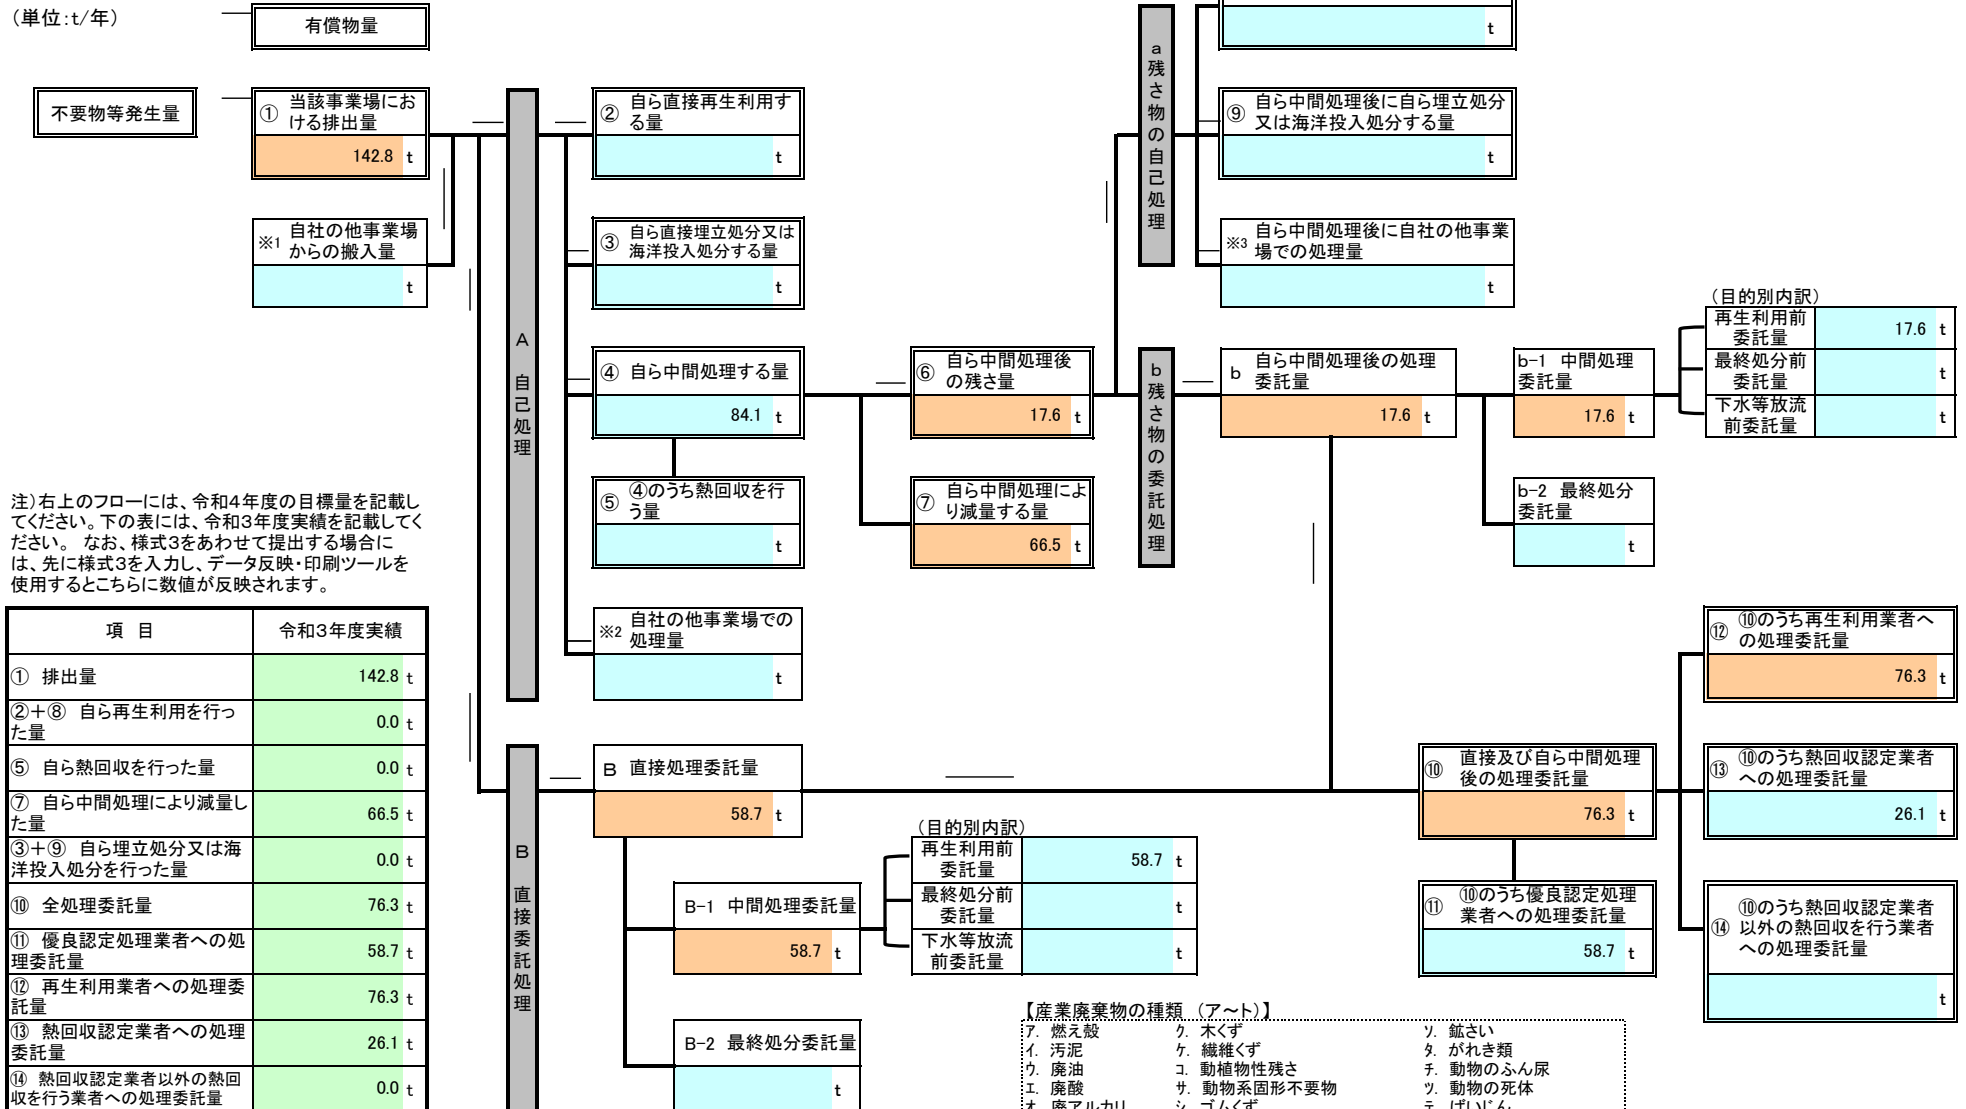 (単位:t/年)
有償物量
t
不要物等発生量
① 当該事業場にお
ける排出量
142.8 t
※1 自社の他事業場
からの搬入量
t
A 自己処理
② 自ら直接再生利用す
る量
t
③ 自ら直接埋立処分又は
海洋投入処分する量
t
④ 自ら中間処理する量
84.1 t
⑤ ④のうち熱回収を行
う量
t
※2 自社の他事業場での
処理量
t
⑥ 自ら中間処理後
の残さ量
17.6 t
⑦ 自ら中間処理によ
り減量する量
66.5 t
a 残さ物の自己処理
⑨ 自ら中間処理後に自ら埋立処分
又は海洋投入処分する量
t
※3 自ら中間処理後に自社の他事業
場での処理量
t
b 残さ物の委託処理
b 自ら中間処理後の処理
委託量
17.6 t
b-1 中間処理
委託量
17.6 t
b-2 最終処分
委託量
t
(目的別内訳)
再生利用前
委託量
17.6 t
最終処分前
委託量
t
下水等放流
前委託量
t
注)右上のフローには、令和4年度の目標量を記載し
てください。下の表には、令和3年度実績を記載してく
ださい。 なお、様式3をあわせて提出する場合に
は、先に様式3を入力し、データ反映・印刷ツールを
使用するとこちらに数値が反映されます。
項 目 令和3年度実績
① 排出量 142.8 t
②+⑧ 自ら再生利用を行っ
た量 0.0 t
⑤ 自ら熱回収を行った量 0.0 t
⑦ 自ら中間処理により減量し
た量 66.5 t
③+⑨ 自ら埋立処分又は海
洋投入処分を行った量 0.0 t
⑩ 全処理委託量 76.3 t
⑪ 優良認定処理業者への処
理委託量 58.7 t
⑫ 再生利用業者への処理委
託量 76.3 t
⑬ 熱回収認定業者への処理
委託量 26.1 t
⑭ 熱回収認定業者以外の熱回
収を行う業者への処理委託量 0.0 t
B 直接委託処理
B 直接処理委託量
58.7 t
B-1 中間処理委託量
58.7 t
B-2 最終処分委託量
t
(目的別内訳)
再生利用前
委託量
58.7 t
最終処分前
委託量
t
下水等放流
前委託量
t
⑩ 直接及び自ら中間処理
後の処理委託量
76.3 t
⑪ ⑩のうち優良認定処理
業者への処理委託量
58.7 t
⑫ ⑩のうち再生利用業者へ
の処理委託量
76.3 t
⑬ ⑩のうち熱回収認定業者
への処理委託量
26.1 t
⑭ ⑩のうち熱回収認定業者
以外の熱回収を行う業者
への処理委託量
t
【産業廃棄物の種類 (ア~ト)】
ア. 燃え殻 ク. 木くず ソ. 鉱さい
イ. 汚泥 ケ. 繊維くず タ. がれき類
ウ. 廃油 コ. 動植物性残さ チ. 動物のふん尿
エ. 廃酸 サ. 動物系固形不要物 ツ. 動物の死体
オ. 廃アルカリ シ. ゴムくず テ. ばいじん